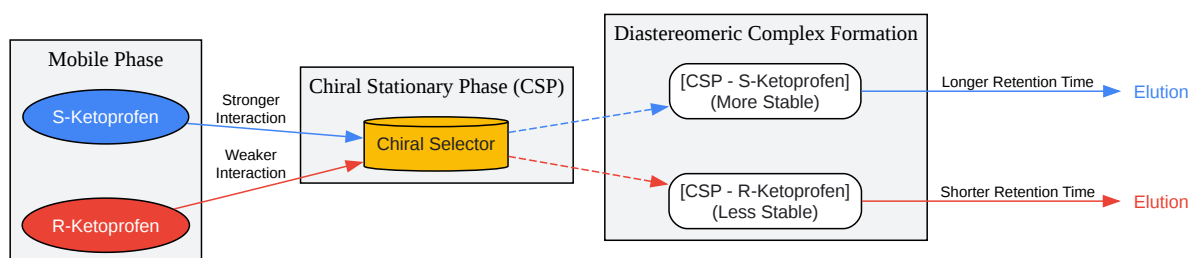 Mobile Phase
S-Ketoprofen
R-Ketoprofen
Stronger
Interaction
Weaker
Interaction
Chiral Stationary Phase (CSP)
Chiral Selector
Diastereomeric Complex Formation
[CSP - S-Ketoprofen]
(More Stable)
[CSP - R-Ketoprofen]
(Less Stable)
Longer Retention Time
Elution
Shorter Retention Time
Elution